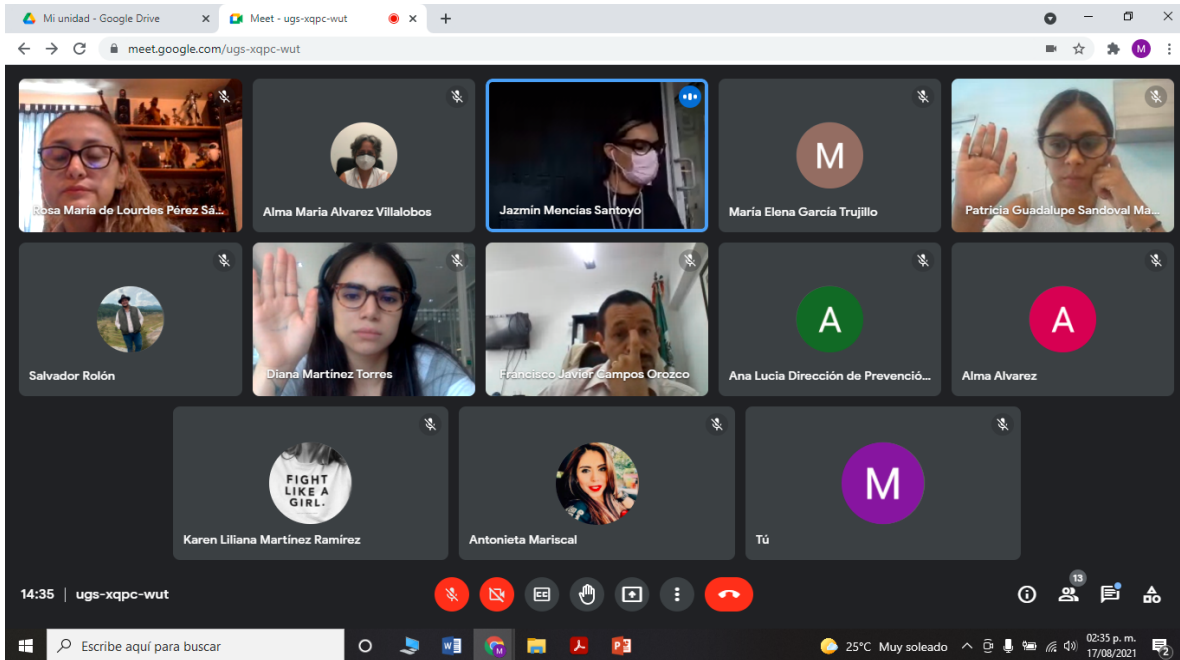 Mi unidad - Google Drive
Meet - ugs-xqpc-wut
meet.google.com/ugs-xqpc-wut
M
Rosa María de Lourdes Pérez Sá...
Alma Maria Alvarez Villalobos
Jazmín Mencías Santoyo
M
María Elena García Trujillo
Patricia Guadalupe Sandoval Ma...
Salvador Rolón
Diana Martínez Torres
Francisco Javier Campos Orozco
A
Ana Lucia Dirección de Prevenció...
A
Alma Alvarez
FIGHT
LIKE A
GIRL.
Karen Liliana Martínez Ramírez
Antonieta Mariscal
M
Tú
14:35 | ugs-xqpc-wut
CC
13
Escribe aquí para buscar
25°C Muy soleado
02:35 p. m.
17/08/2021
2